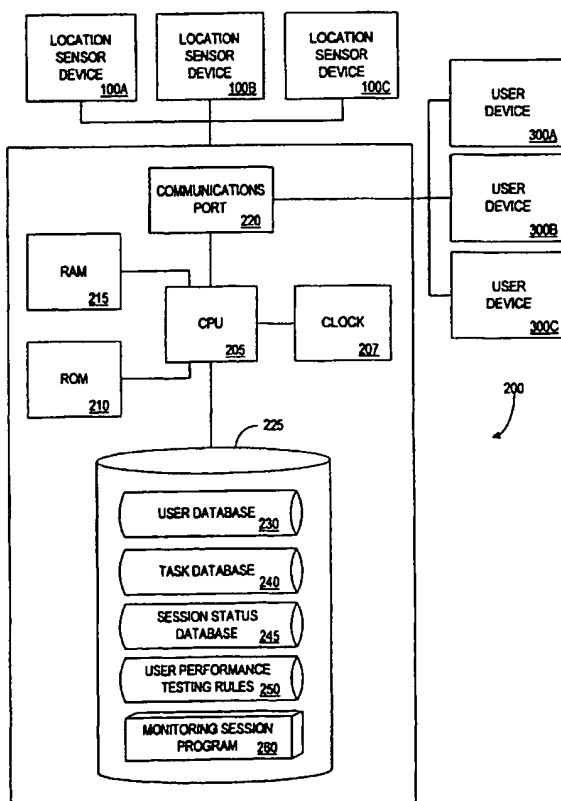 LOCATION
SENSOR
DEVICE
100A
LOCATION
SENSOR
DEVICE
100B
LOCATION
SENSOR
DEVICE
100C
USER
DEVICE
300A
USER
DEVICE
300B
USER
DEVICE
300C
COMMUNICATIONS
PORT
220
RAM
215
CPU
205
CLOCK
207
ROM
210
200
225
USER DATABASE
230
TASK DATABASE
240
SESSION STATUS
DATABASE
245
USER PERFORMANCE
TESTING RULES
250
MONITORING SESSION
PROGRAM
260